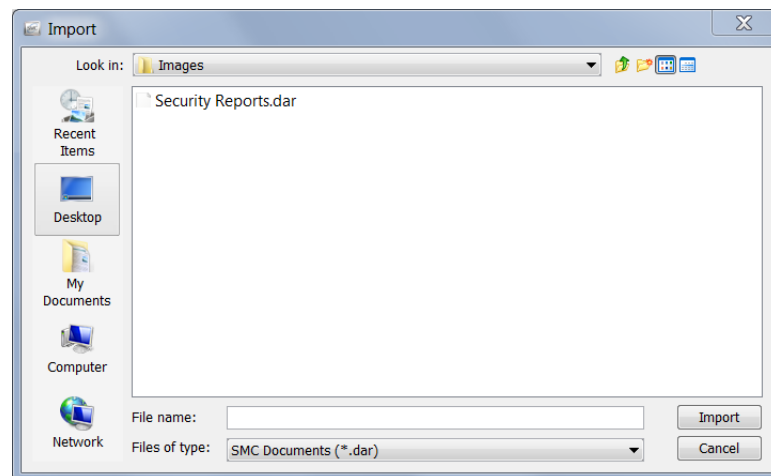 Import
Look in:
Images
Security Reports.dar
Recent
Items
Desktop
My
Documents
Computer
Network
File name:
Import
Files of type:
SMC Documents (*.dar)
Cancel